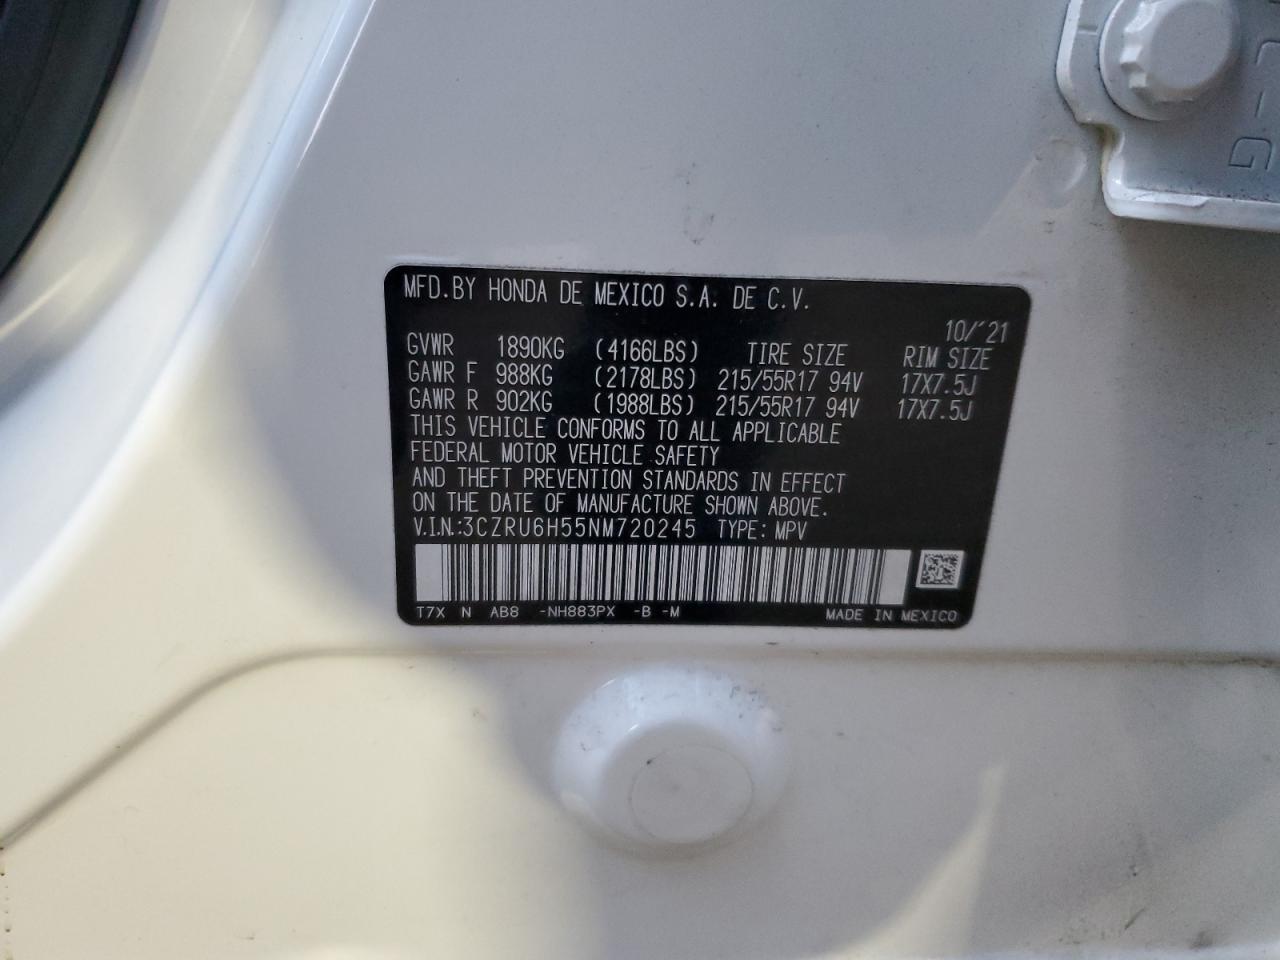 MFD.BY HONDA DE MEXICO S.A. DE C.V.
10/'21
GVWR 1890KG (4166LBS) TIRE SIZE RIM SIZE
GAWR F 988KG (2178LBS) 215/55R17 94V 17X7.5J
GAWR R 902KG (1988LBS) 215/55R17 94V 17X7.5J
THIS VEHICLE CONFORMS TO ALL APPLICABLE
FEDERAL MOTOR VEHICLE SAFETY
AND THEFT PREVENTION STANDARDS IN EFFECT
ON THE DATE OF MANUFACTURE SHOWN ABOVE.
V.I.N.:3CZRU6H55NM720245 TYPE: MPV
T7X N AB8 -NH883PX -B -M MADE IN MEXICO